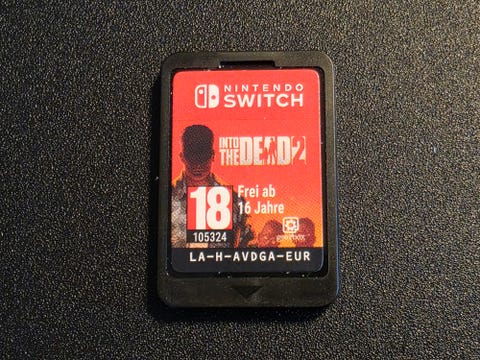 NINTENDO
SWITCH
INTO
THE DEAD 2
18
Frei ab
16 Jahre
105324
LA-H-AVDGA-EUR